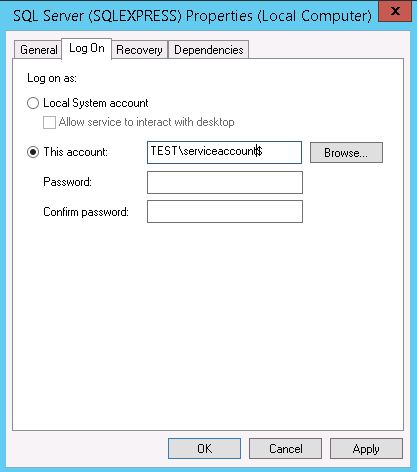 SQL Server (SQLEXPRESS) Properties (Local Computer) x
General Log On Recovery Dependencies
Log on as:
Local System account
Allow service to interact with desktop
This account: TEST\serviceaccount$ Browse...
Password:
Confirm password:
OK Cancel Apply